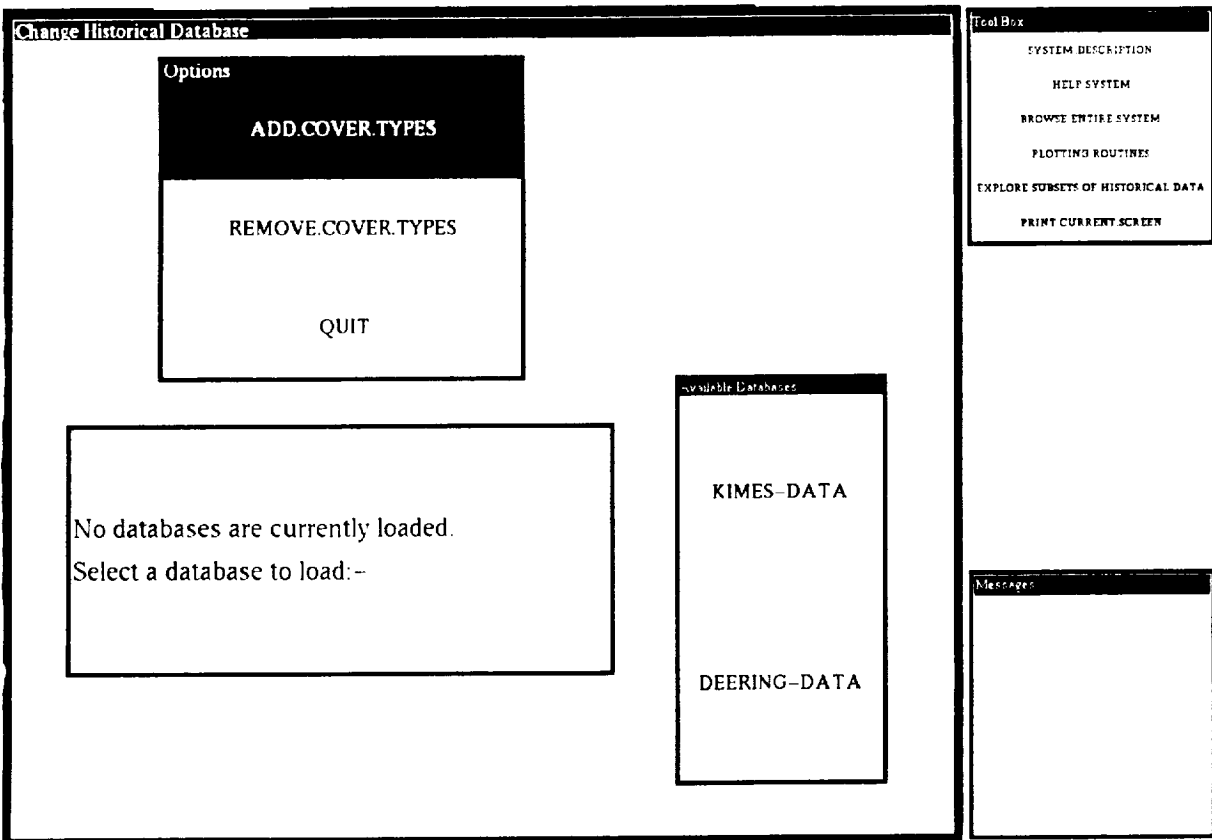 Change Historical Database
Options
ADD.COVER.TYPES
REMOVE.COVER.TYPES
QUIT
No databases are currently loaded.
Select a database to load:-
Available Databases
KIMES-DATA
DEERING-DATA
Tool Box
SYSTEM DESCRIPTION
HELP SYSTEM
BROWSE ENTIRE SYSTEM
PLOTTING ROUTINES
EXPLORE SUBSETS OF HISTORICAL DATA
PRINT CURRENT SCREEN
Messages